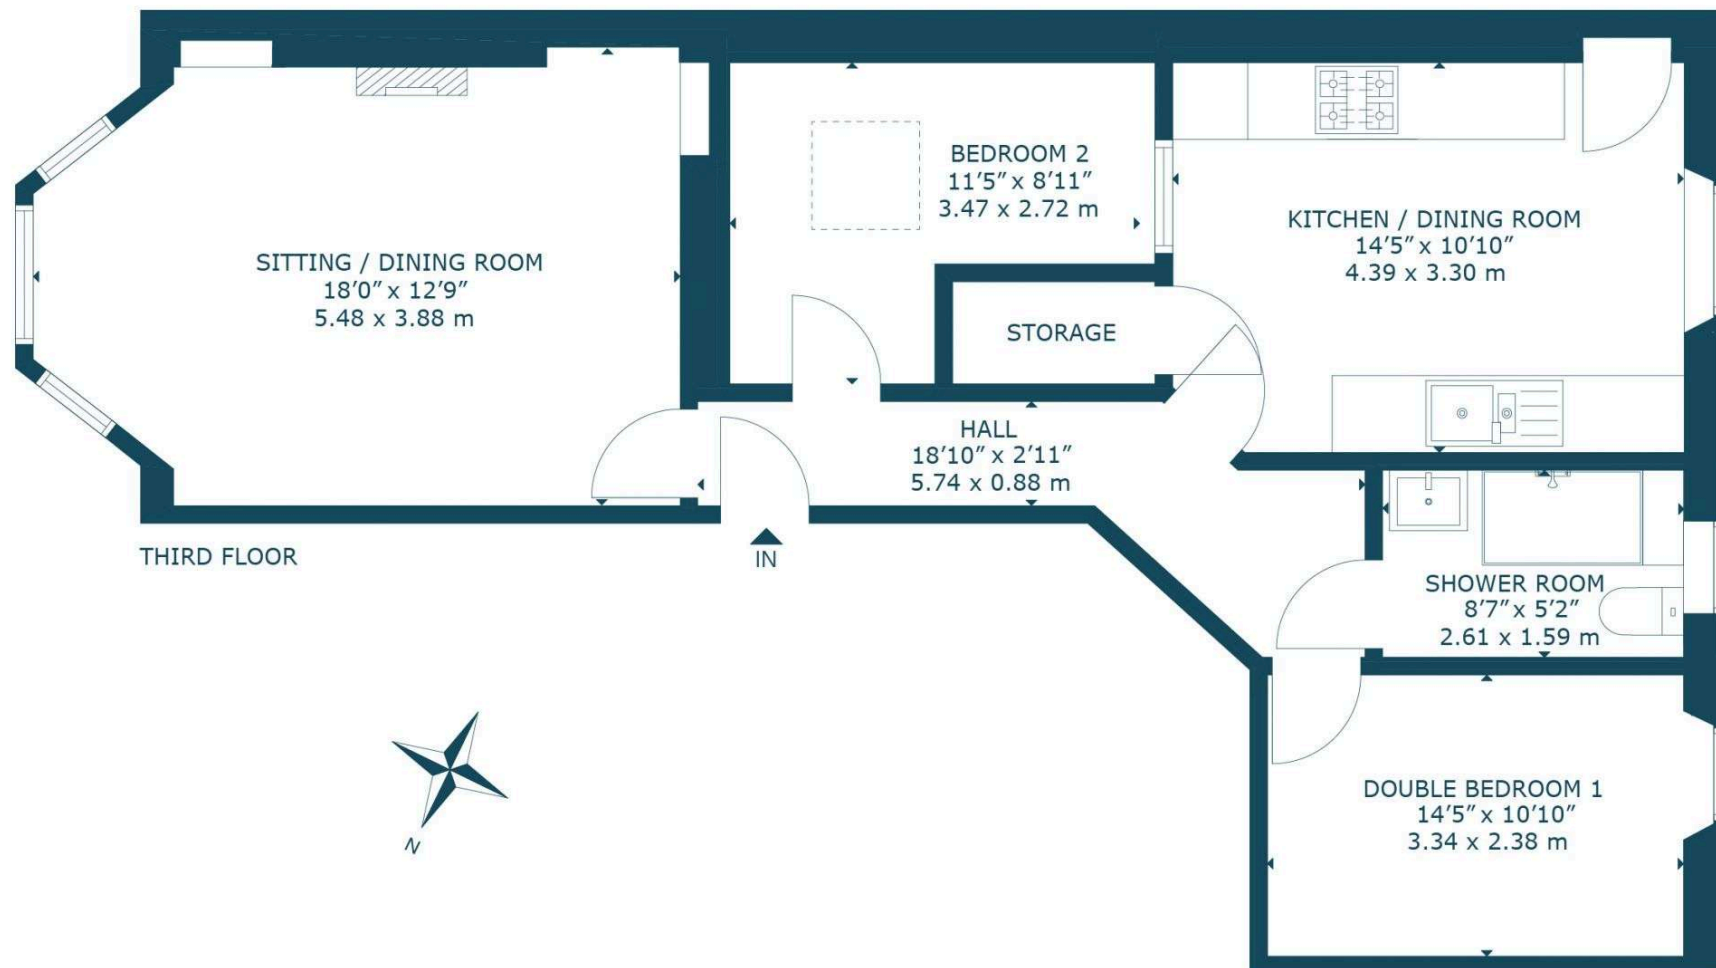 SITTING / DINING ROOM
18'0" x 12'9"
5.48 x 3.88 m
BEDROOM 2
11'5" x 8'11"
3.47 x 2.72 m
KITCHEN / DINING ROOM
14'5" x 10'10"
4.39 x 3.30 m
STORAGE
HALL
18'10" x 2'11"
5.74 x 0.88 m
THIRD FLOOR
IN
SHOWER ROOM
8'7" x 5'2"
2.61 x 1.59 m
DOUBLE BEDROOM 1
14'5" x 10'10"
3.34 x 2.38 m
N